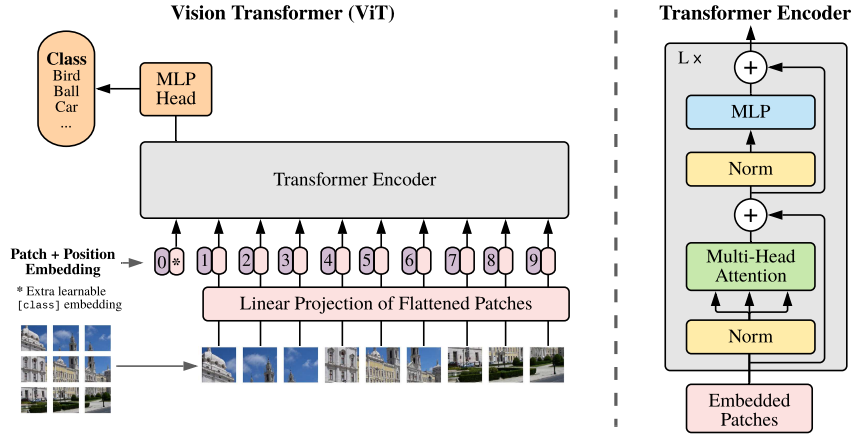 Vision Transformer (ViT)
Class
Bird
Ball
Car
...
MLP
Head
Transformer Encoder
Patch + Position
Embedding
0 * 1 2 3 4 5 6 7 8 9
* Extra learnable
[class] embedding
Linear Projection of Flattened Patches
Transformer Encoder
L x
+
MLP
Norm
+
Multi-Head
Attention
Norm
Embedded
Patches